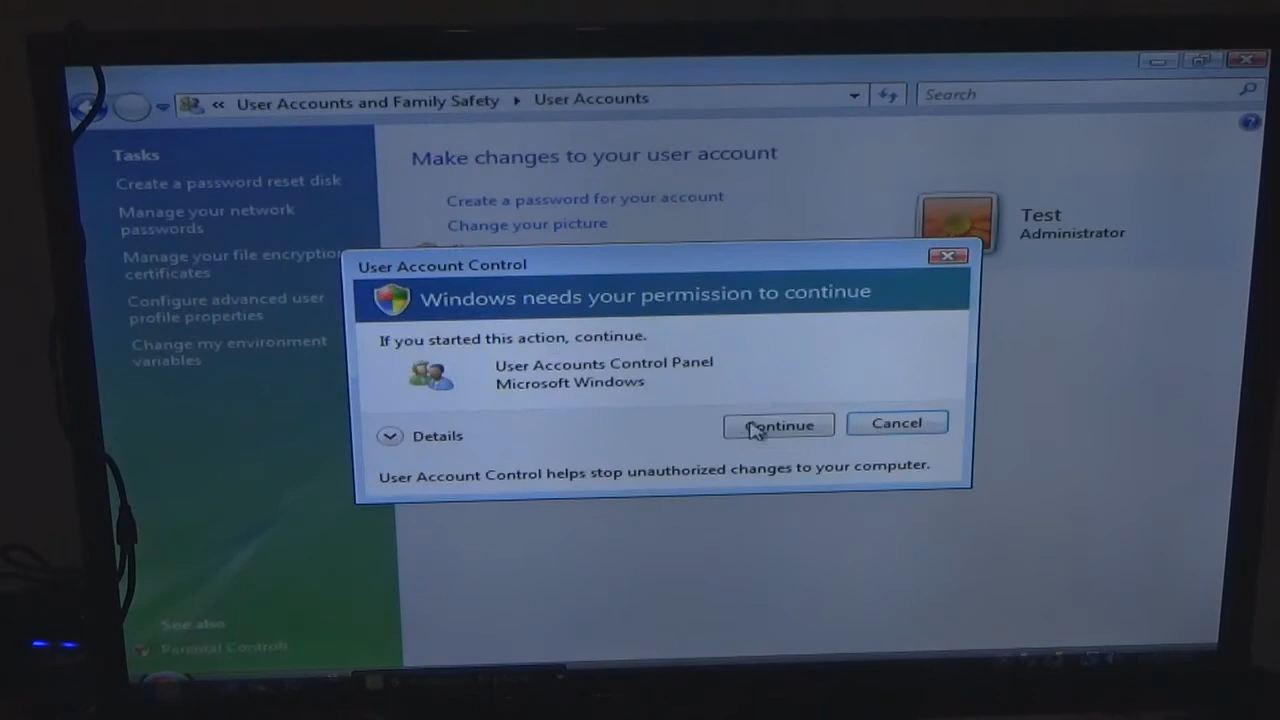 « User Accounts and Family Safety ▸ User Accounts
Search
Tasks
Create a password reset disk
Manage your network
passwords
Manage your file encryption
certificates
Configure advanced user
profile properties
Change my environment
variables
See also
Parental Controls
Make changes to your user account
Create a password for your account
Change your picture
Test
Administrator
User Account Control
Windows needs your permission to continue
If you started this action, continue.
User Accounts Control Panel
Microsoft Windows
Details
Continue
Cancel
User Account Control helps stop unauthorized changes to your computer.